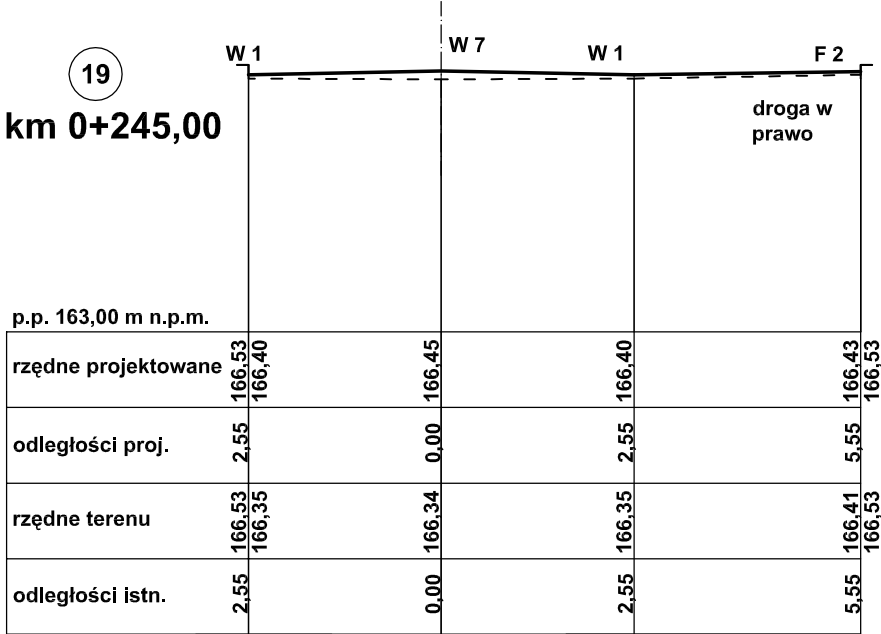 W 1
W 7
W 1
F 2
19
km 0+245,00
droga w
prawo
p.p. 163,00 m n.p.m.
rzędne projektowane 166,53 166,40 166,45 166,40 166,43 166,53
odległości proj. 2,55 0,00 2,55 5,55
rzędne terenu 166,53 166,35 166,34 166,35 166,41 166,53
odległości istn. 2,55 0,00 2,55 5,55